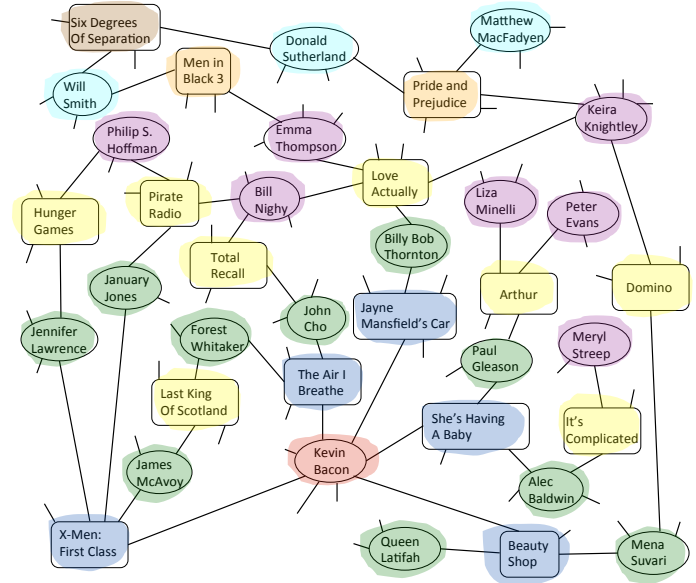 Six Degrees
Of Separation
Donald
Sutherland
Matthew
MacFadyen
Men in
Black 3
Will
Smith
Pride and
Prejudice
Keira
Knightley
Philip S.
Hoffman
Emma
Thompson
Love
Actually
Hunger
Games
Pirate
Radio
Bill
Nighy
Liza
Minelli
Peter
Evans
Billy Bob
Thornton
Total
Recall
January
Jones
Arthur
Domino
Jennifer
Lawrence
Forest
Whitaker
John
Cho
Jayne
Mansfield's Car
Paul
Gleason
Meryl
Streep
The Air I
Breathe
Last King
Of Scotland
She's Having
A Baby
It's
Complicated
James
McAvoy
Kevin
Bacon
Alec
Baldwin
X-Men:
First Class
Queen
Latifah
Beauty
Shop
Mena
Suvari